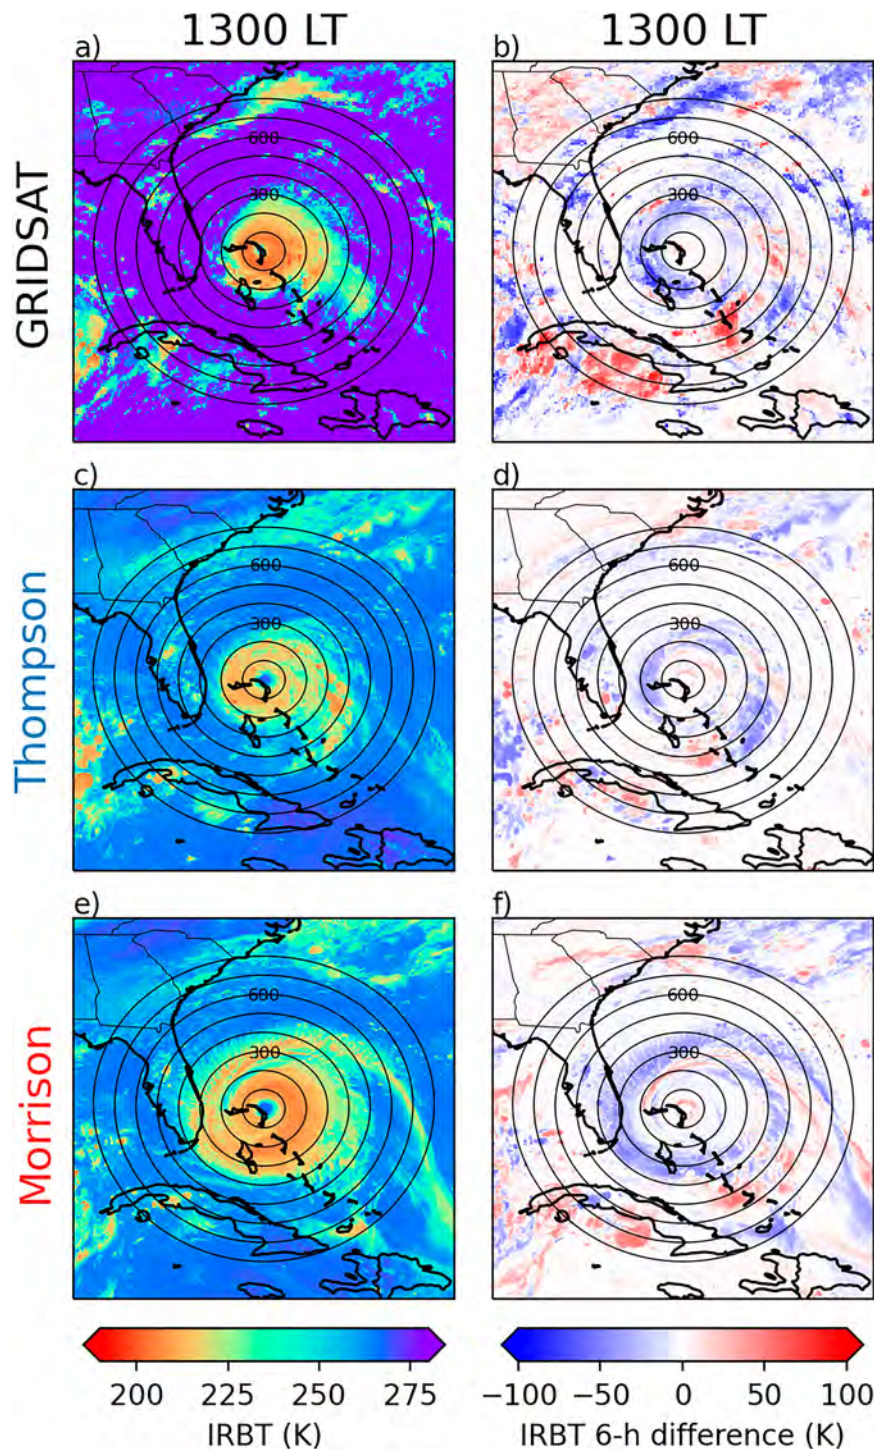 1300 LT
1300 LT
a)
b)
GRIDSAT
600
300
600
300
c)
d)
Thompson
600
300
600
300
e)
f)
Morrison
600
300
600
300
200 225 250 275
−100 −50 0 50 100
IRBT (K)
IRBT 6-h difference (K)